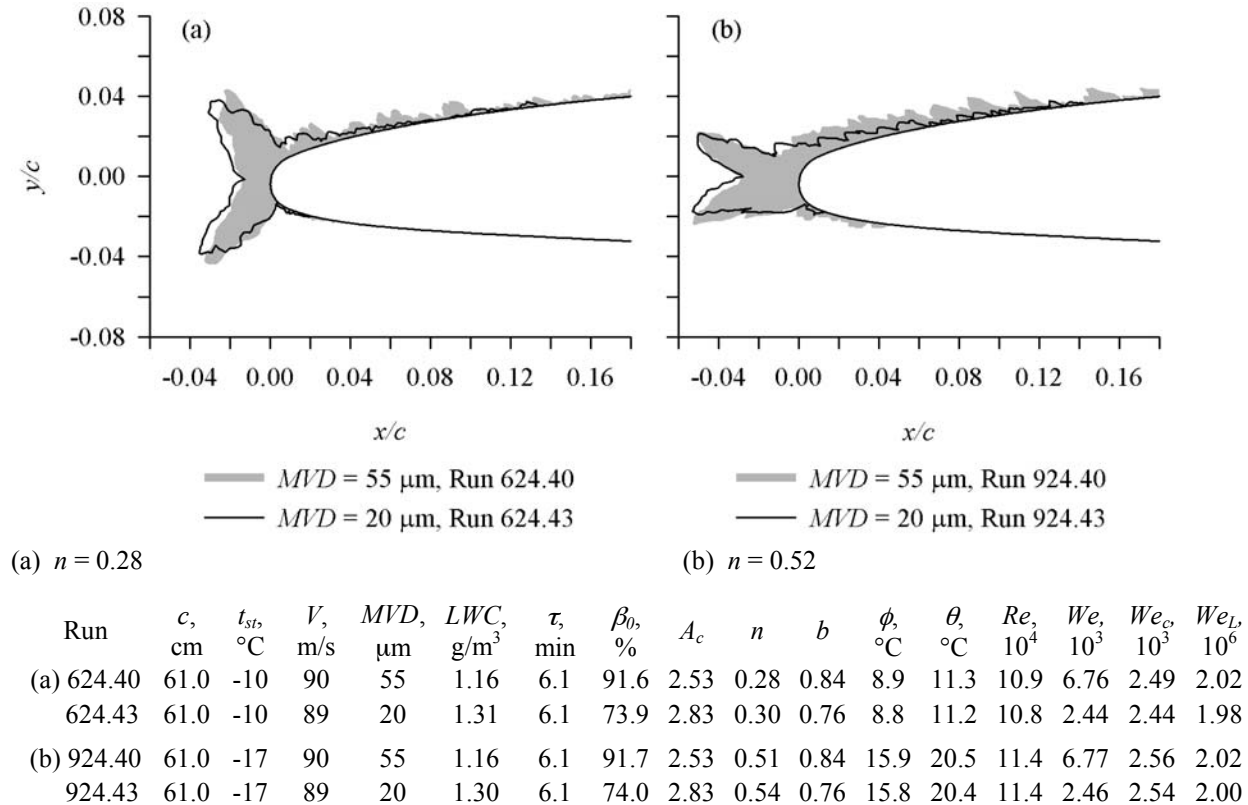 (a) (b)
0.08
0.04
0.00
-0.04
-0.08
y/c
-0.04 0.00 0.04 0.08 0.12 0.16 -0.04 0.00 0.04 0.08 0.12 0.16
x/c x/c
MVD = 55 μm, Run 624.40 MVD = 55 μm, Run 924.40
MVD = 20 μm, Run 624.43 MVD = 20 μm, Run 924.43
(a) n = 0.28 (b) n = 0.52
Run c, cm t_st, °C V, m/s MVD, μm LWC, g/m³ τ, min β₀, % A_c n b ϕ, °C θ, °C Re, 10⁴ We, 10³ We_c, 10³ We_L, 10⁶
(a) 624.40 61.0 -10 90 55 1.16 6.1 91.6 2.53 0.28 0.84 8.9 11.3 10.9 6.76 2.49 2.02
624.43 61.0 -10 89 20 1.31 6.1 73.9 2.83 0.30 0.76 8.8 11.2 10.8 2.44 2.44 1.98
(b) 924.40 61.0 -17 90 55 1.16 6.1 91.7 2.53 0.51 0.84 15.9 20.5 11.4 6.77 2.56 2.02
924.43 61.0 -17 89 20 1.30 6.1 74.0 2.83 0.54 0.76 15.8 20.4 11.4 2.46 2.54 2.00